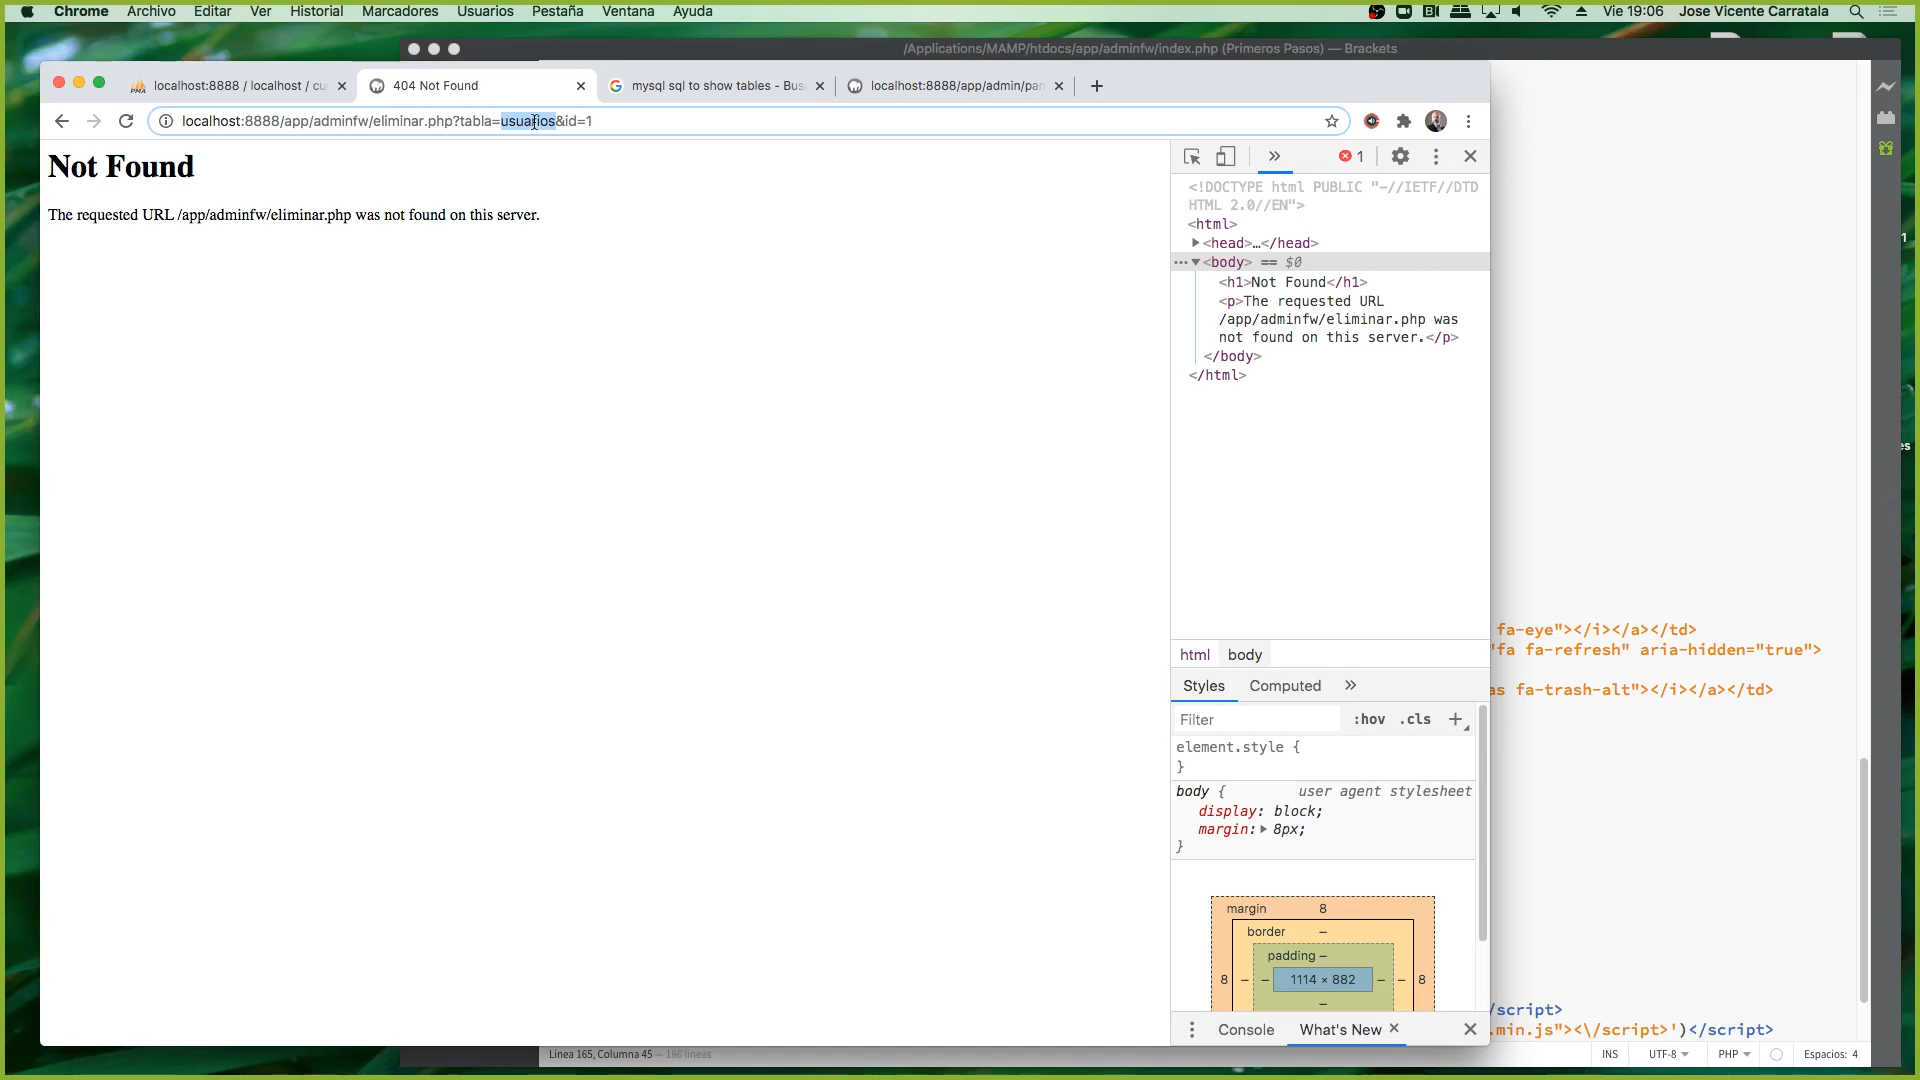 Chrome Archivo Editar Ver Historial Marcadores Usuarios Pestaña Ventana Ayuda Vie 19:06 Jose Vicente Carratala
/Applications/MAMP/htdocs/app/adminfw/index.php (Primeros Pasos) — Brackets
localhost:8888 / localhost / cu 404 Not Found mysql sql to show tables - Bus localhost:8888/app/admin/pan
localhost:8888/app/adminfw/eliminar.php?tabla=usuarios&id=1
Not Found
The requested URL /app/adminfw/eliminar.php was not found on this server.
1
<!DOCTYPE html PUBLIC "-//IETF//DTD
HTML 2.0//EN">
<html>
<head>…</head>
<body> == $0
<h1>Not Found</h1>
<p>The requested URL
/app/adminfw/eliminar.php was
not found on this server.</p>
</body>
</html>
html body
Styles Computed
Filter :hov .cls
element.style {
}
body { user agent stylesheet
display: block;
margin: 8px;
}
margin 8
border –
padding –
8 – – 1114 × 882 – – 8
–
Console What's New
1
es
fa-eye"></i></a></td>
"fa fa-refresh" aria-hidden="true">
as fa-trash-alt"></i></a></td>
/script>
.min.js"><\/script>')</script>
Línea 165, Columna 45 — 186 líneas INS UTF-8 PHP Espacios: 4